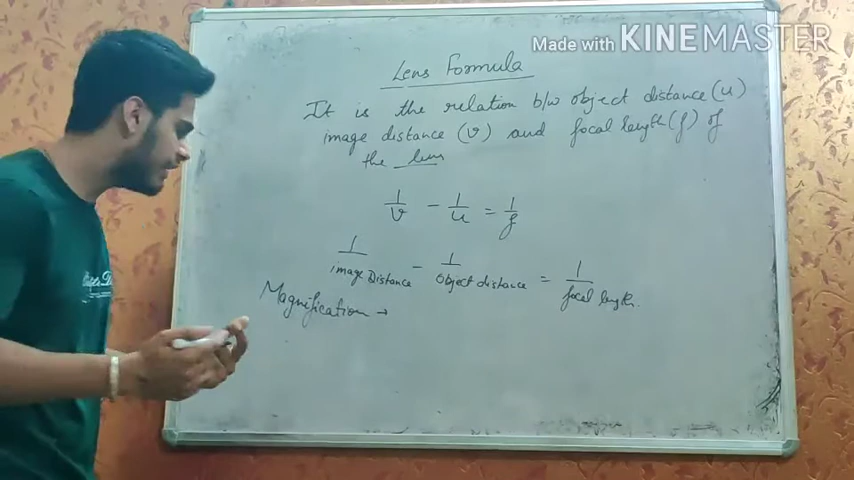 Made with KINEMASTER
Lens Formula
It is the relation b/w object distance (u)
image distance (v) and focal length (f) of
the lens
1/v - 1/u = 1/f
1/image Distance - 1/object distance = 1/focal length.
Magnification →